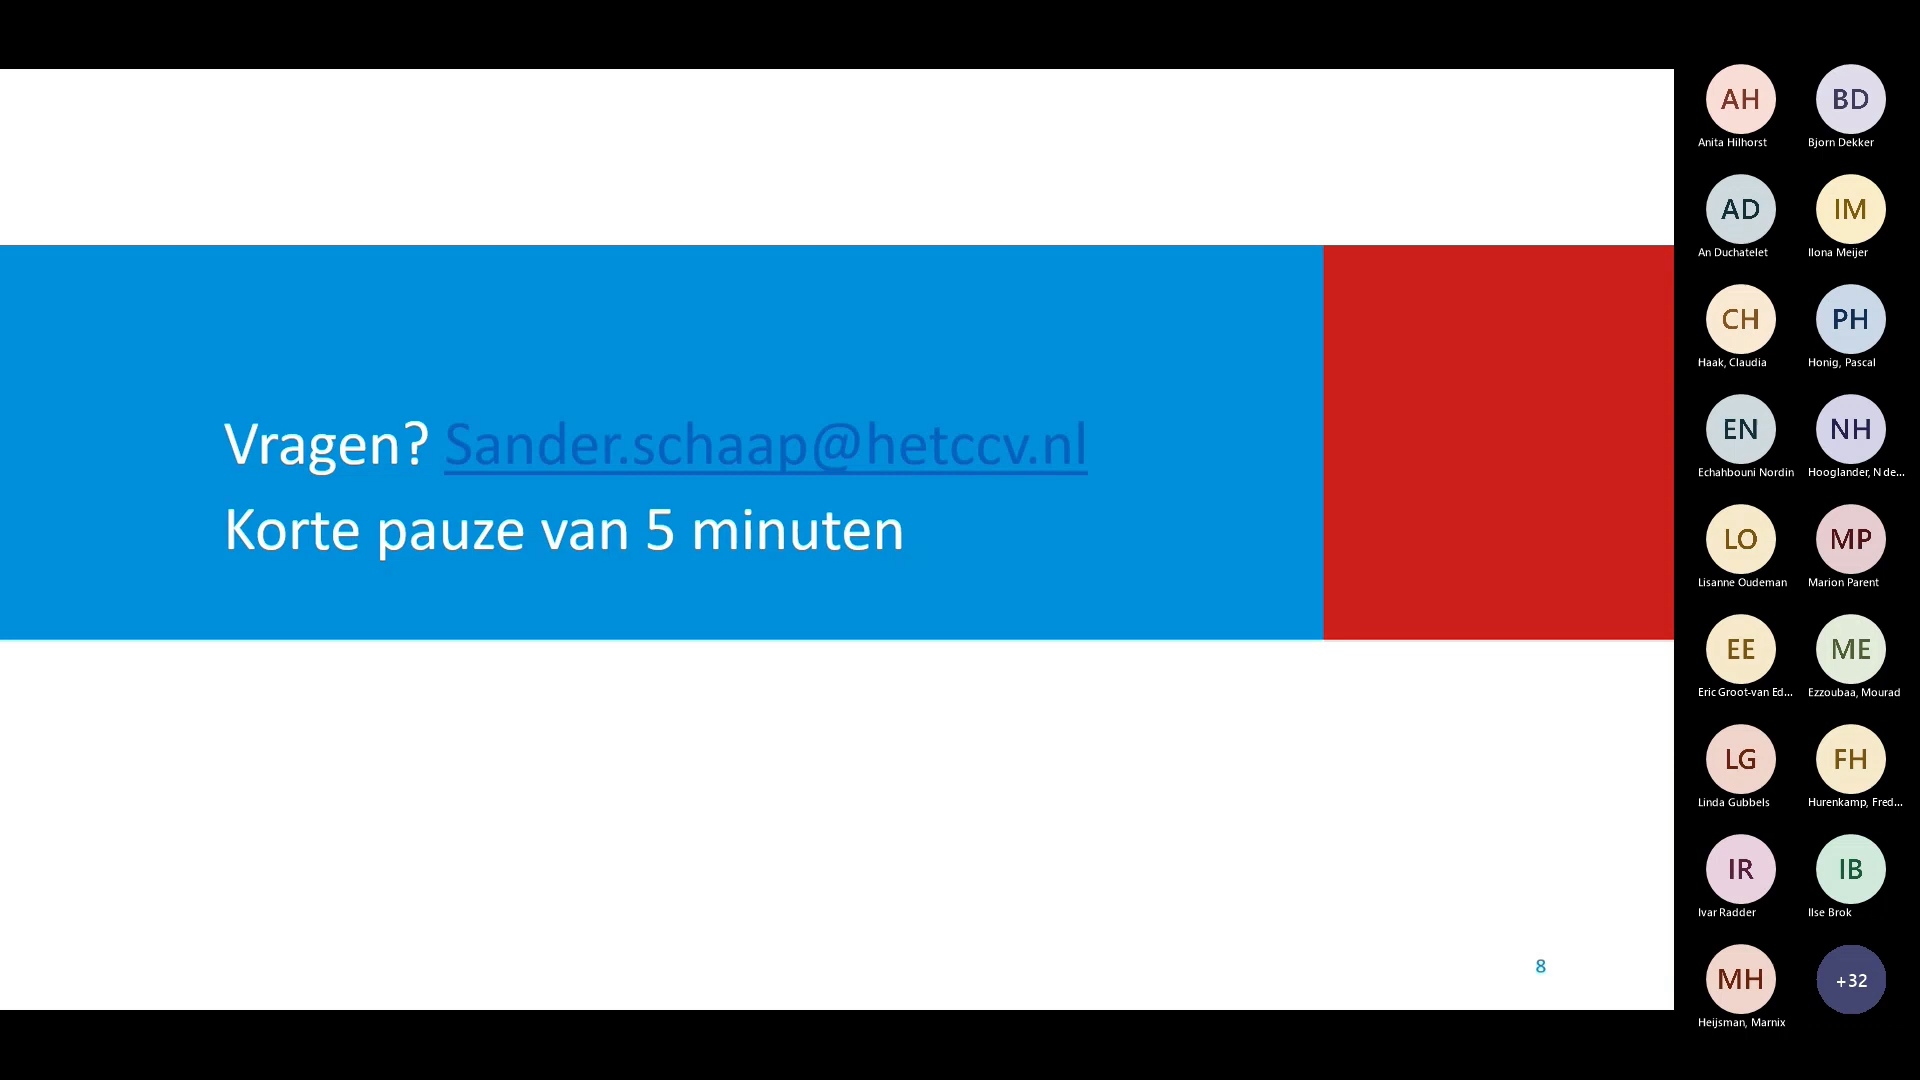 Vragen? Sander.schaap@hetccv.nl
Korte pauze van 5 minuten
8
AH
BD
Anita Hilhorst
Bjorn Dekker
AD
IM
An Duchatelet
Ilona Meijer
CH
PH
Haak, Claudia
Honig, Pascal
EN
NH
Echahbouni Nordin
Hooglander, N de...
LO
MP
Lisanne Oudeman
Marion Parent
EE
ME
Eric Groot-van Ed...
Ezzoubaa, Mourad
LG
FH
Linda Gubbels
Hurenkamp, Fred...
IR
IB
Ivar Radder
Ilse Brok
MH
+32
Heijsman, Marnix